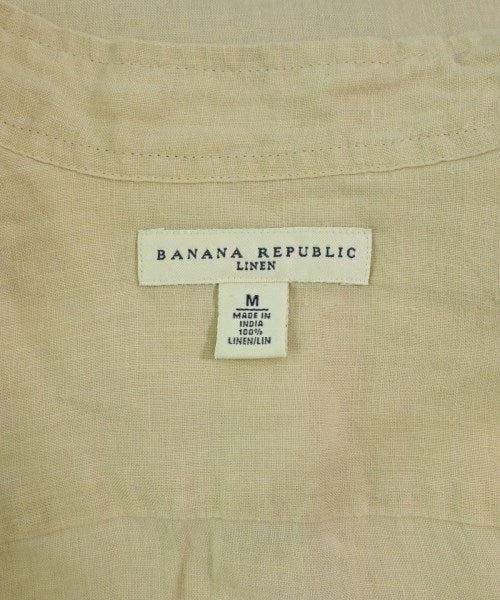 BANANA REPUBLIC
LINEN
M
MADE IN
INDIA
100%
LINEN/LIN